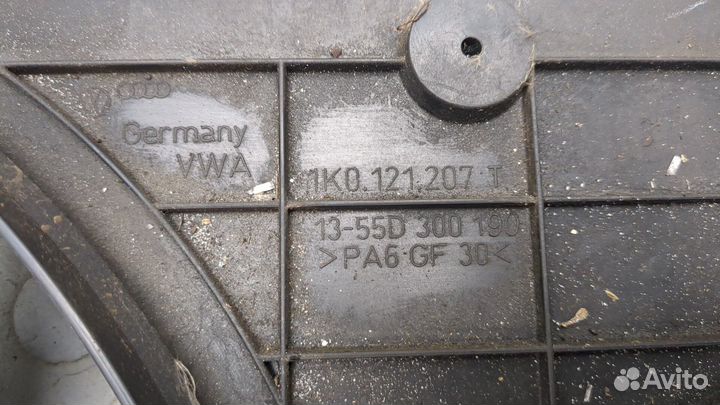 Germany
VWA
1K0.121.207 T
13-55D 300 190
>PA6 GF 30<
Avito